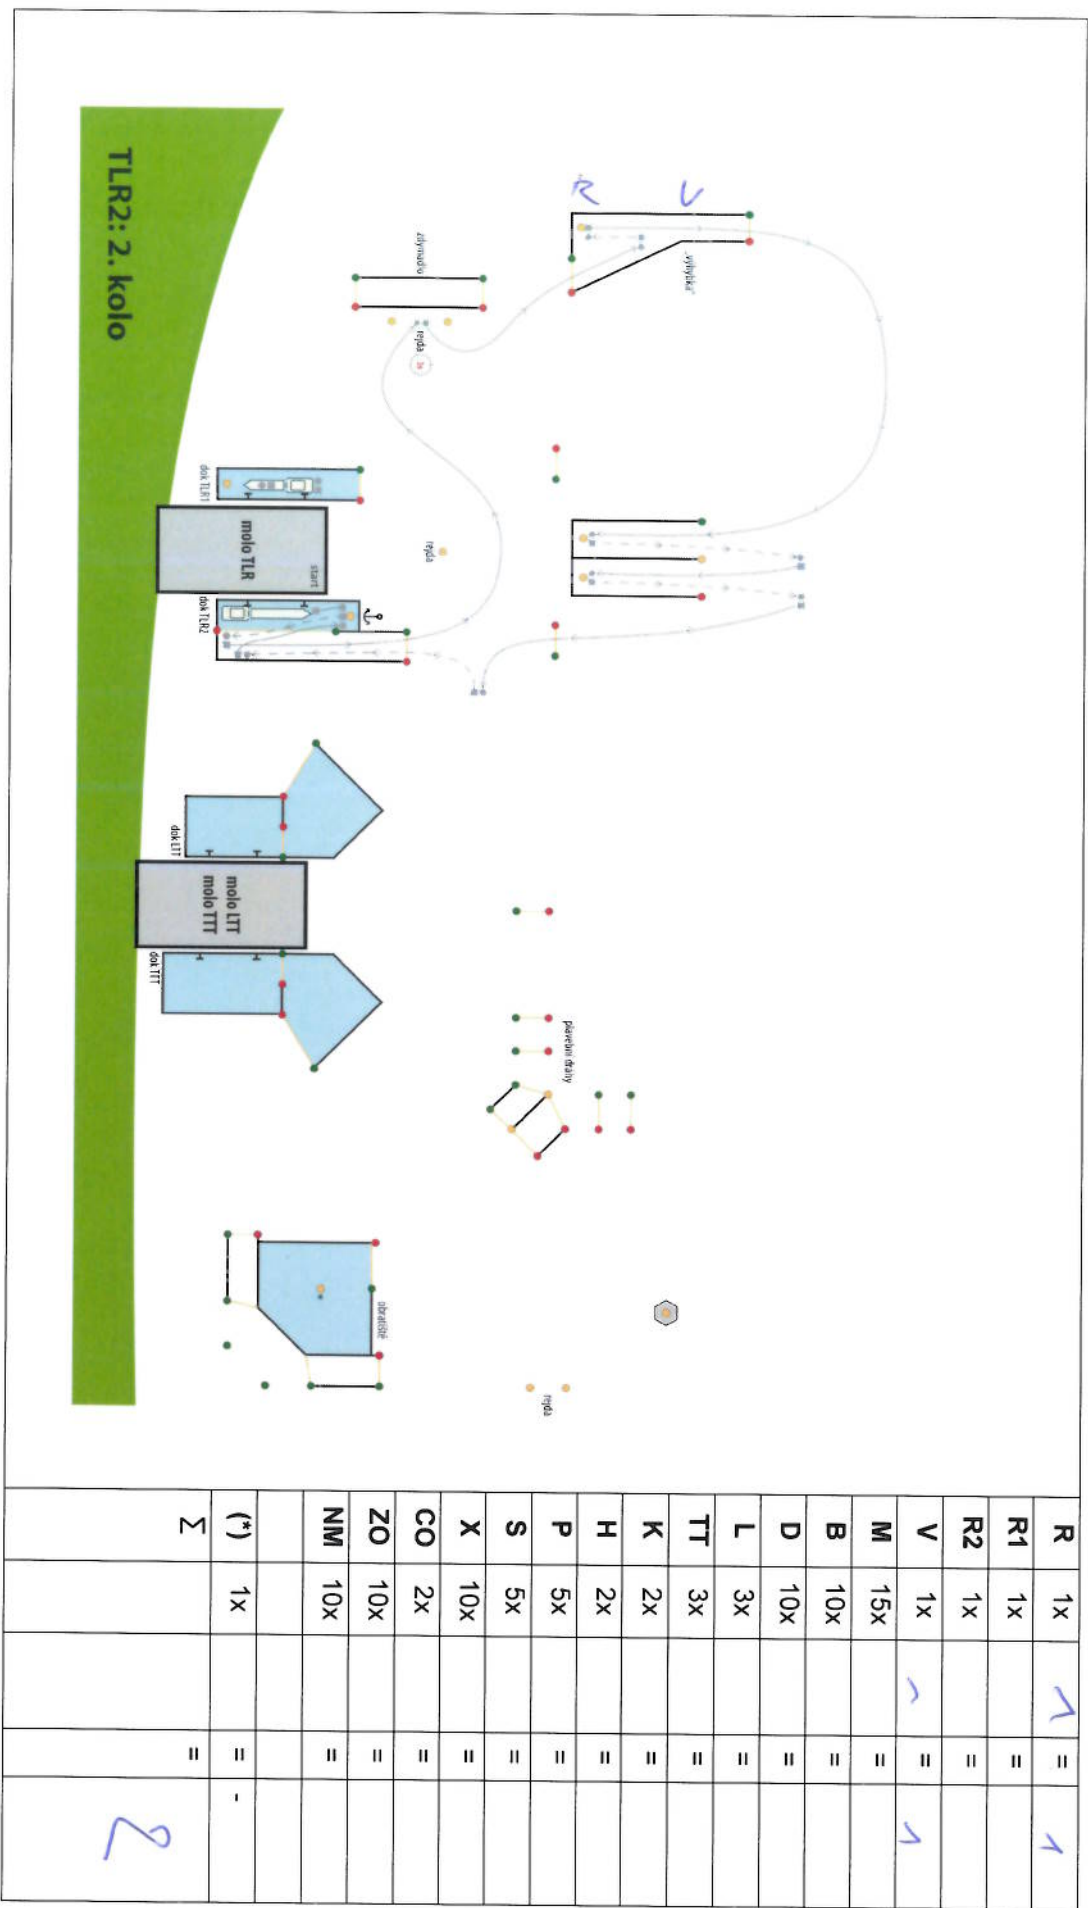 TLR2: 2. kolo
R
V
"výhybka"
zdymadlo
rejda
3x
rejda
dok TLR1
molo TLR
start
dok TLR2
dok LTT
molo LTT
molo TTT
dok TTT
plavební dráhy
obratiště
rejda
R 1x 1 = 1
R1 1x =
R2 1x =
V 1x 1 = 1
M 15x =
B 10x =
D 10x =
L 3x =
TT 3x =
K 2x =
H 2x =
P 5x =
S 5x =
X 10x =
CO 2x =
ZO 10x =
NM 10x =
(*) 1x = -
Σ = 2